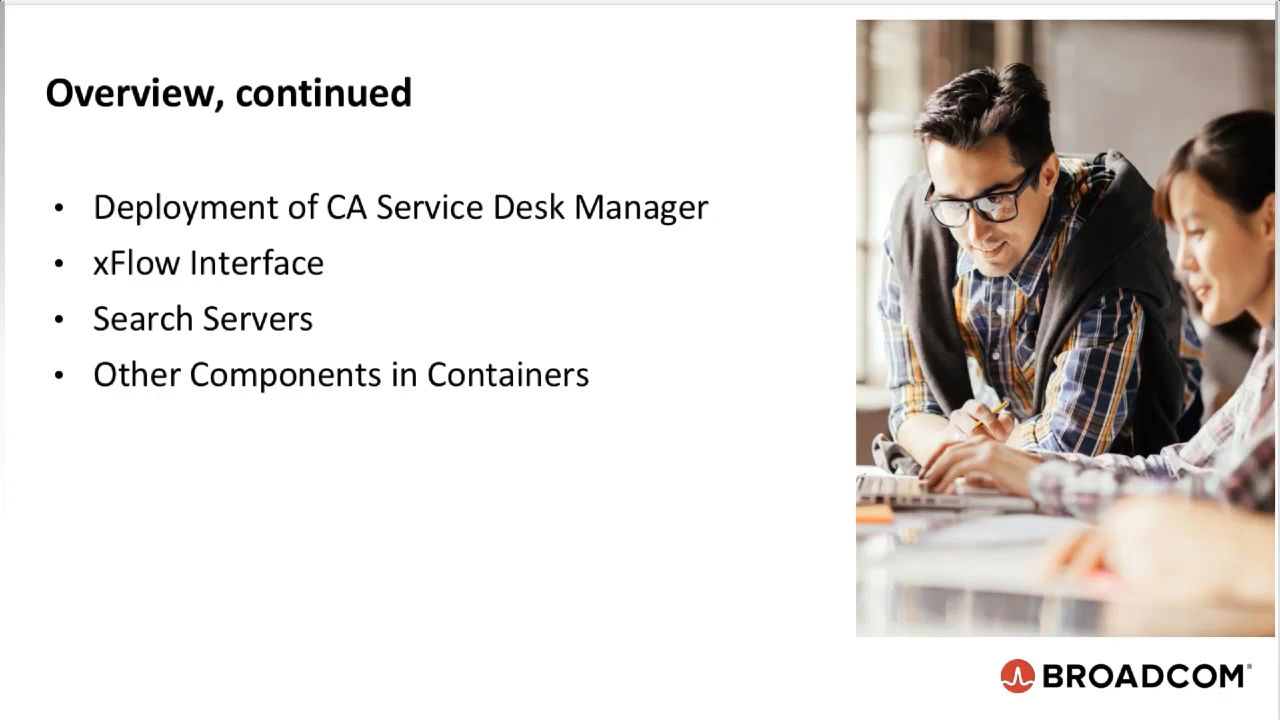 Overview, continued
• Deployment of CA Service Desk Manager
• xFlow Interface
• Search Servers
• Other Components in Containers
BROADCOM®